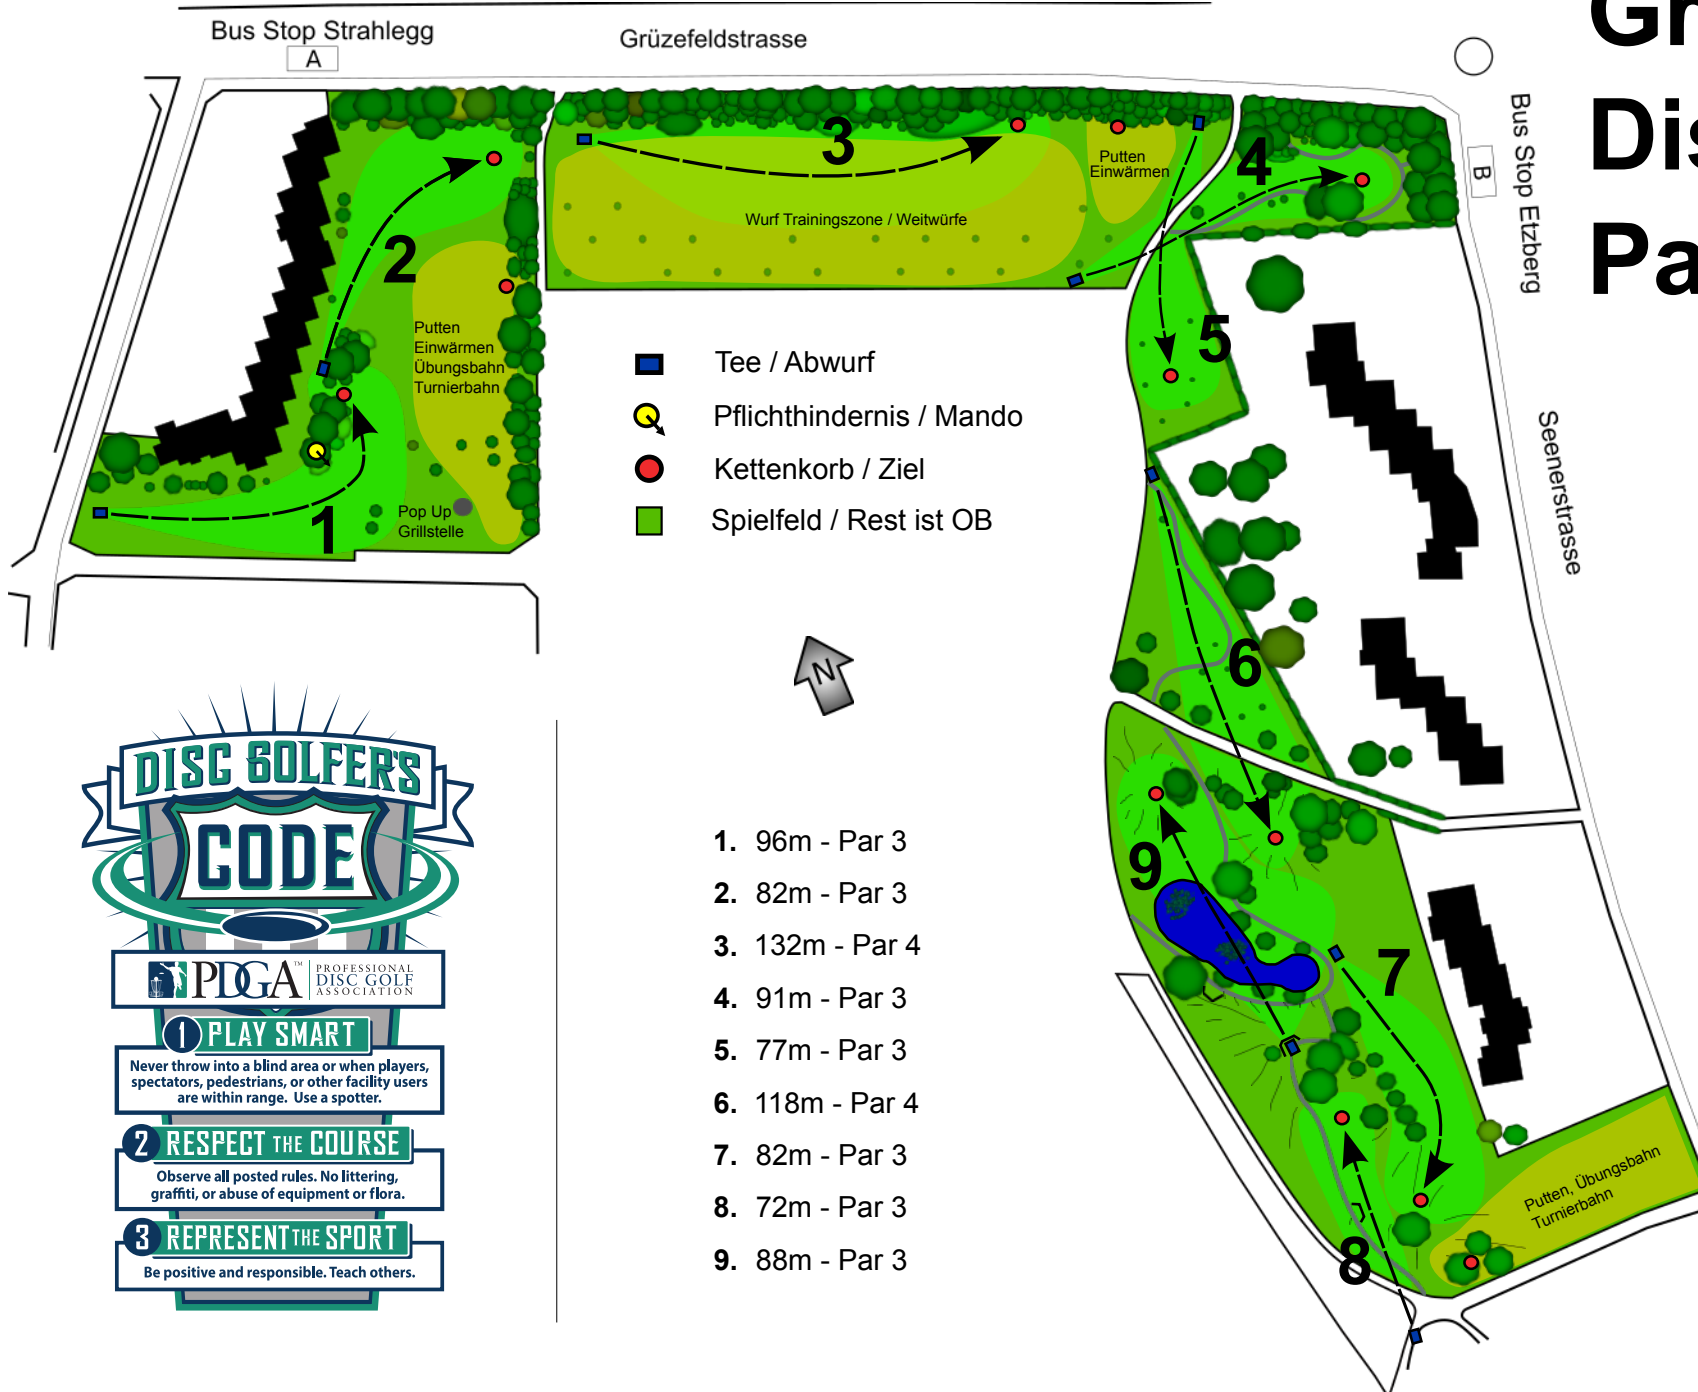 Bus Stop Strahlegg
A
Grüzefeldstrasse
Bus Stop Etzberg
B
Seenerstrasse
1
2
3
4
5
6
7
8
9
Putten
Einwärmen
Übungsbahn
Turnierbahn
Pop Up
Grillstelle
Wurf Trainingszone / Weitwürfe
Putten
Einwärmen
Putten, Übungsbahn
Turnierbahn
Tee / Abwurf
Pflichthindernis / Mando
Kettenkorb / Ziel
Spielfeld / Rest ist OB
N
1. 96m - Par 3
2. 82m - Par 3
3. 132m - Par 4
4. 91m - Par 3
5. 77m - Par 3
6. 118m - Par 4
7. 82m - Par 3
8. 72m - Par 3
9. 88m - Par 3
DISC GOLFER'S
CODE
PDGA™
PROFESSIONAL
DISC GOLF
ASSOCIATION
1 PLAY SMART
Never throw into a blind area or when players,
spectators, pedestrians, or other facility users
are within range. Use a spotter.
2 RESPECT THE COURSE
Observe all posted rules. No littering,
graffiti, or abuse of equipment or flora.
3 REPRESENT THE SPORT
Be positive and responsible. Teach others.